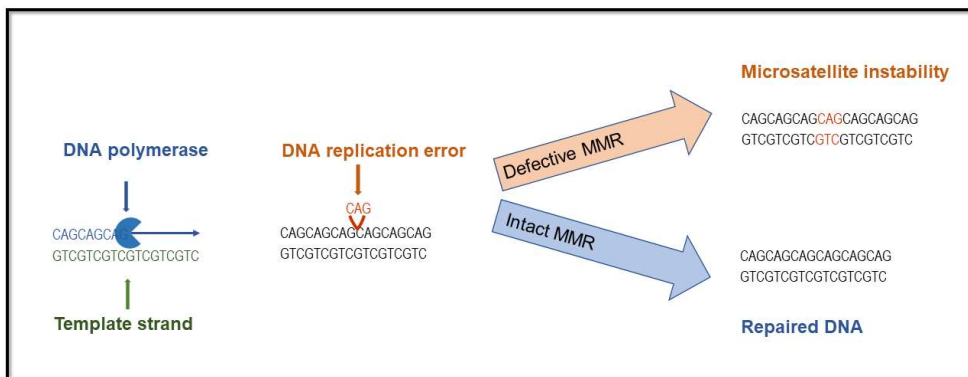 Microsatellite instability
CAGCAGCAGCAGCAGCAGCAG
GTCGTCGTCGTCGTCGTCGTC
DNA polymerase
DNA replication error
Defective MMR
CAG
CAGCAGCAG
GTCGTCGTCGTCGTCGTC
CAGCAGCAGCAGCAGCAG
GTCGTCGTCGTCGTCGTC
Intact MMR
CAGCAGCAGCAGCAGCAG
GTCGTCGTCGTCGTCGTC
Template strand
Repaired DNA